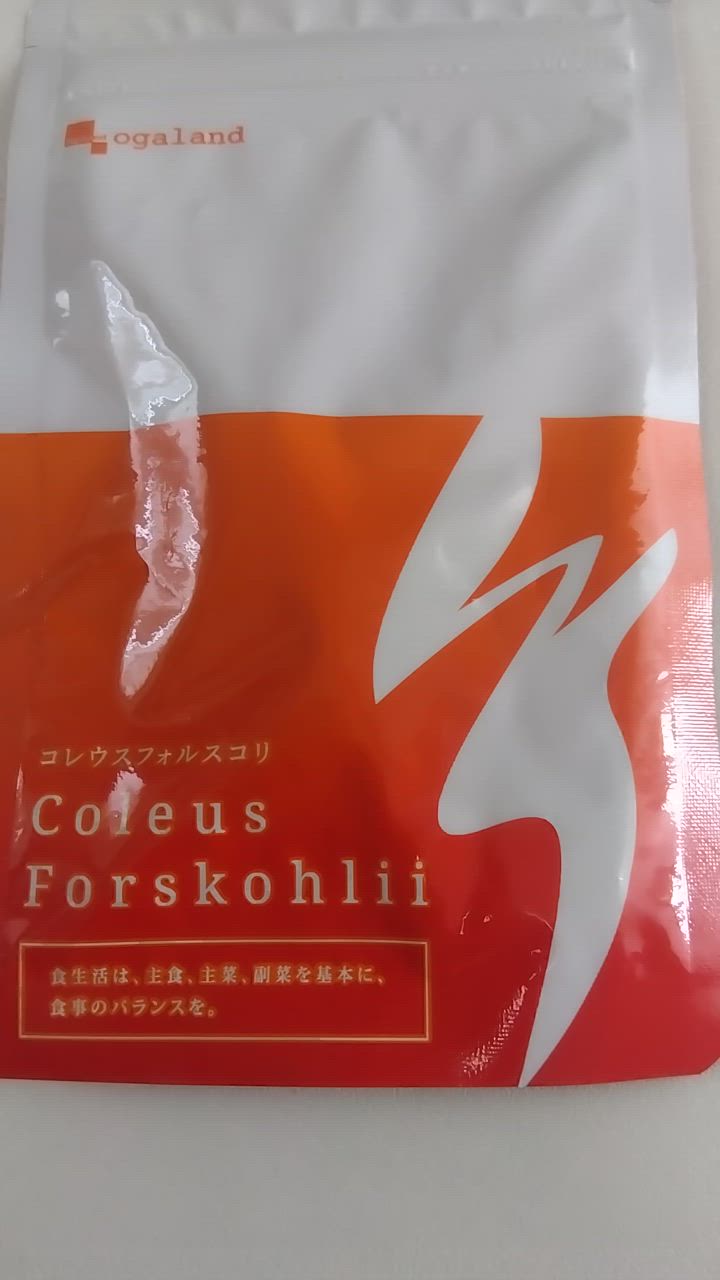 ogaland
コレウスフォルスコリ
Coleus
Forskohlii
食生活は、主食、主菜、副菜を基本に、
食事のバランスを。